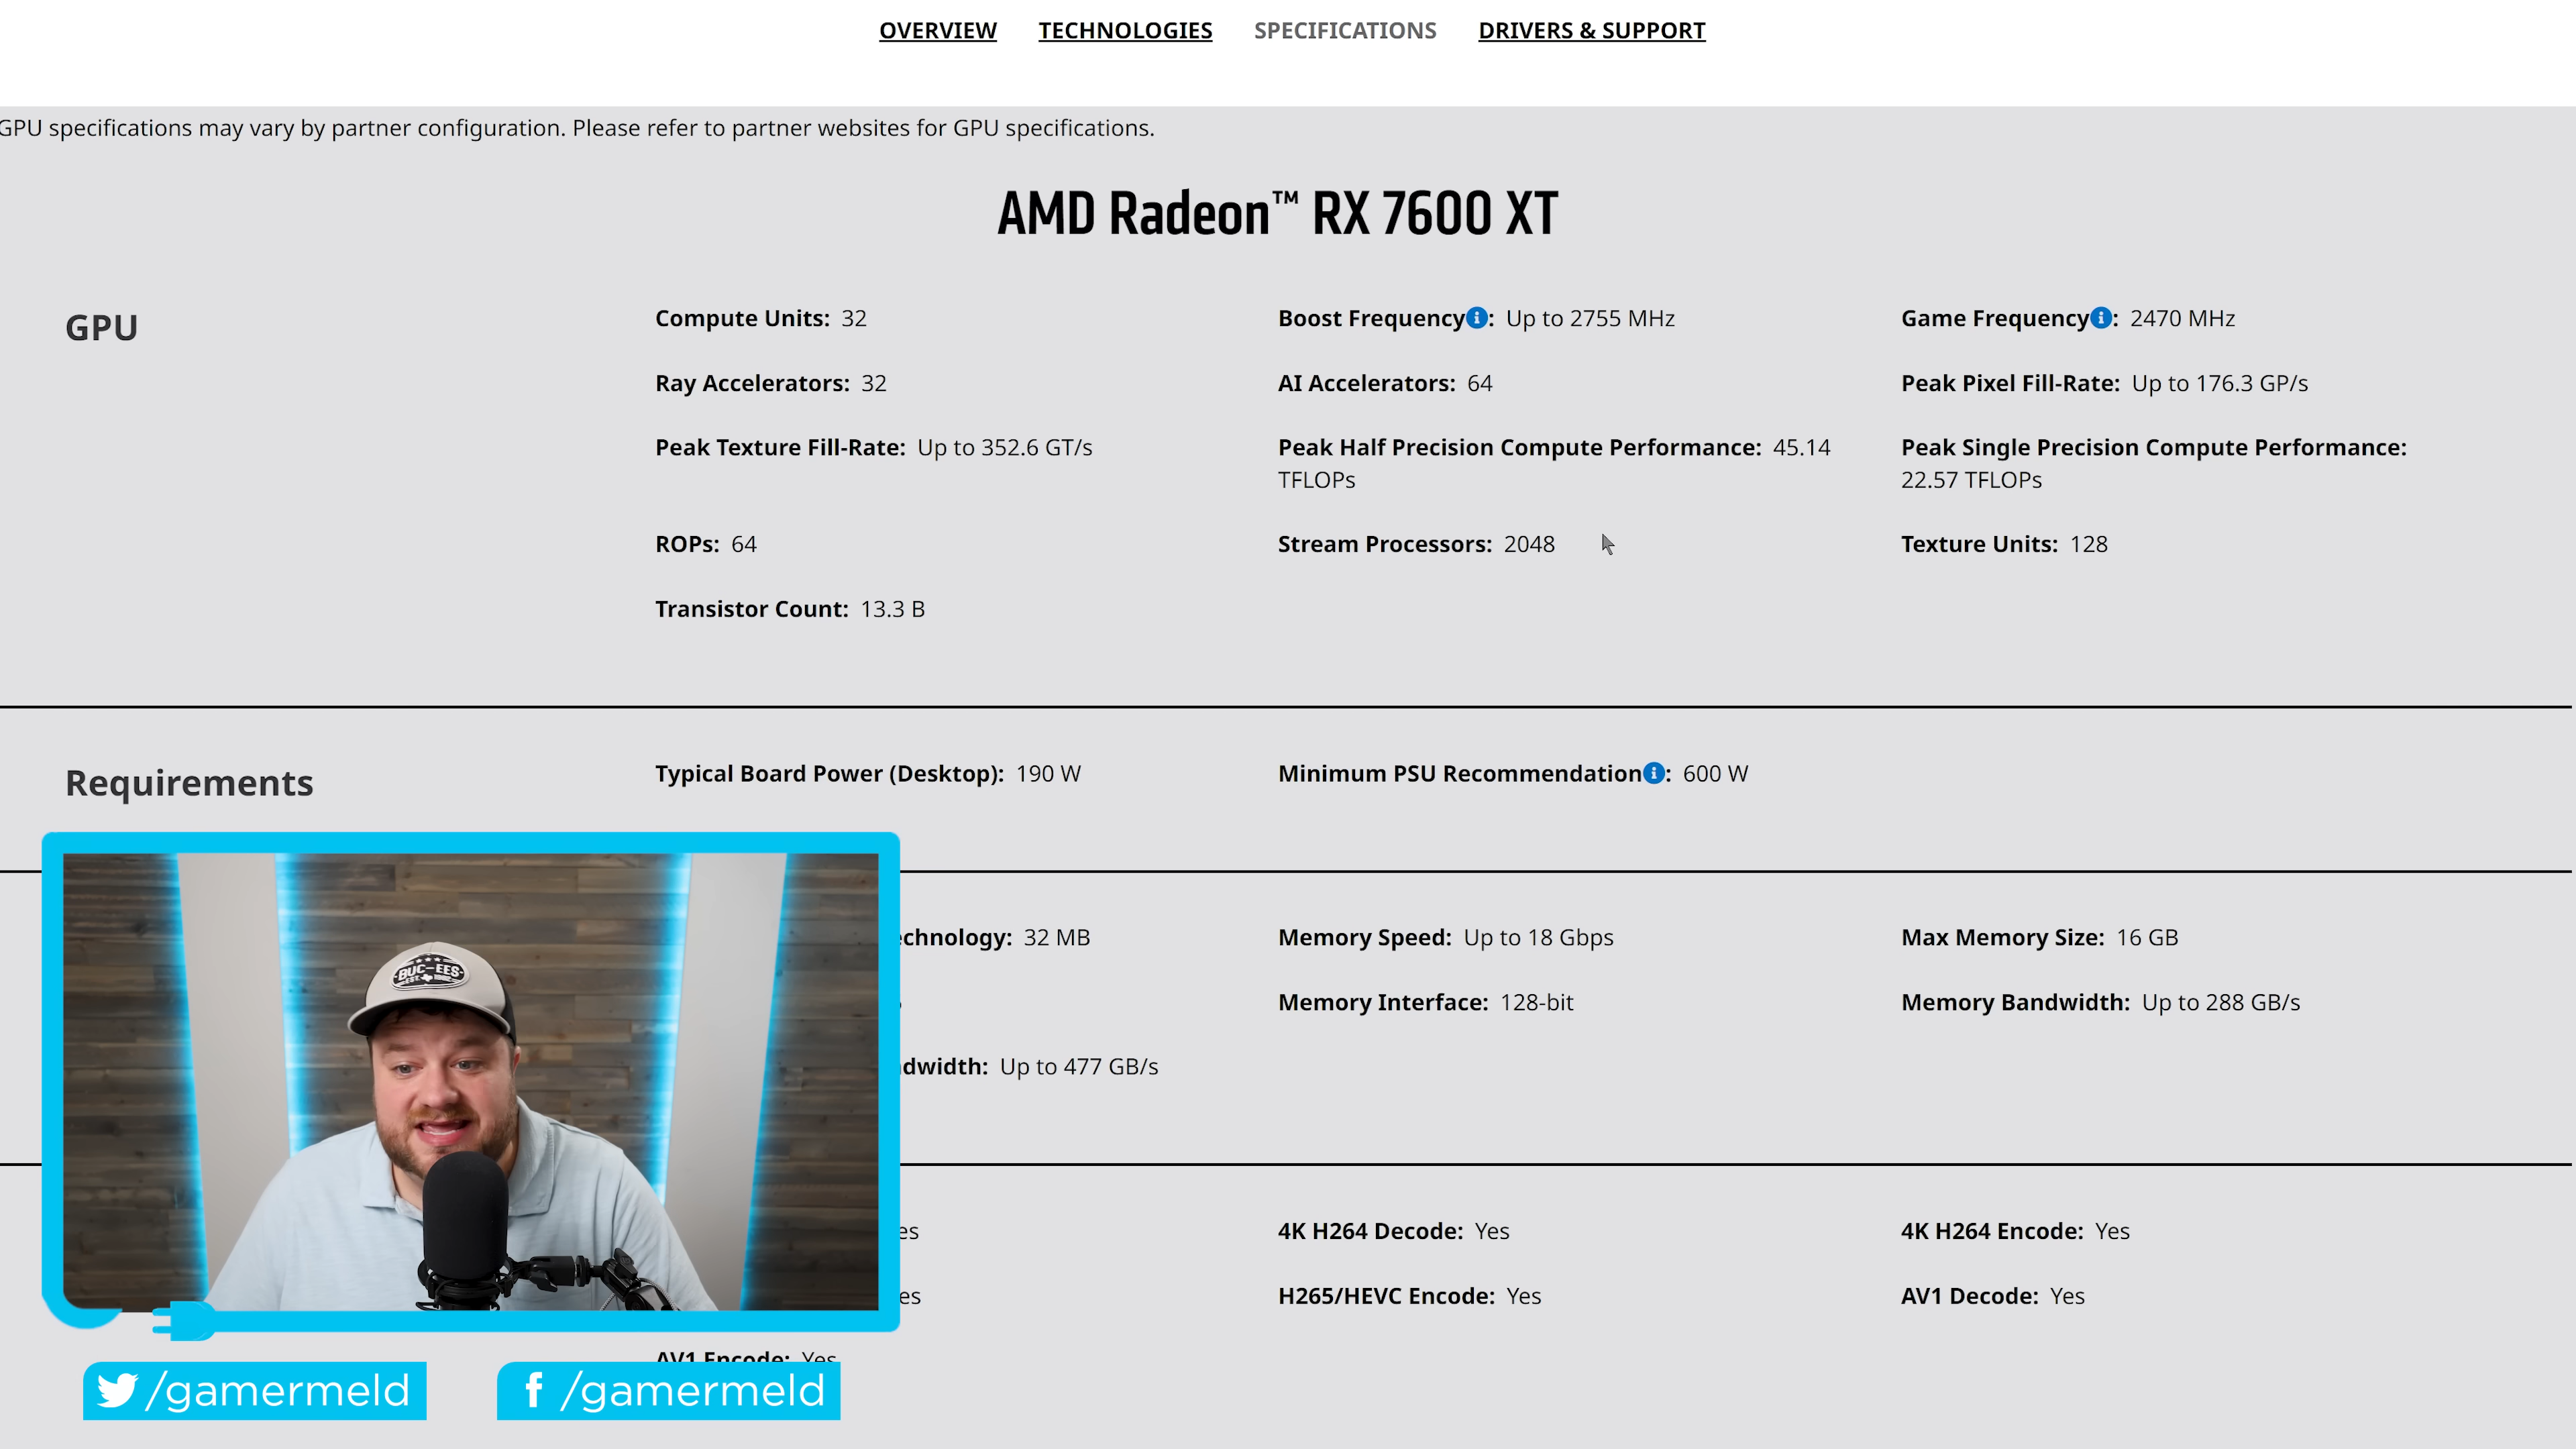 OVERVIEW TECHNOLOGIES SPECIFICATIONS DRIVERS & SUPPORT
GPU specifications may vary by partner configuration. Please refer to partner websites for GPU specifications.
AMD Radeon™ RX 7600 XT
GPU
Compute Units: 32
Boost Frequency: Up to 2755 MHz
Game Frequency: 2470 MHz
Ray Accelerators: 32
AI Accelerators: 64
Peak Pixel Fill-Rate: Up to 176.3 GP/s
Peak Texture Fill-Rate: Up to 352.6 GT/s
Peak Half Precision Compute Performance: 45.14
TFLOPs
Peak Single Precision Compute Performance:
22.57 TFLOPs
ROPs: 64
Stream Processors: 2048
Texture Units: 128
Transistor Count: 13.3 B
Requirements
Typical Board Power (Desktop): 190 W
Minimum PSU Recommendation: 600 W
echnology: 32 MB
Memory Speed: Up to 18 Gbps
Max Memory Size: 16 GB
Memory Interface: 128-bit
Memory Bandwidth: Up to 288 GB/s
dwidth: Up to 477 GB/s
BUC-EES
es
4K H264 Decode: Yes
4K H264 Encode: Yes
es
H265/HEVC Encode: Yes
AV1 Decode: Yes
AV1 Encode: Yes
/gamermeld
/gamermeld